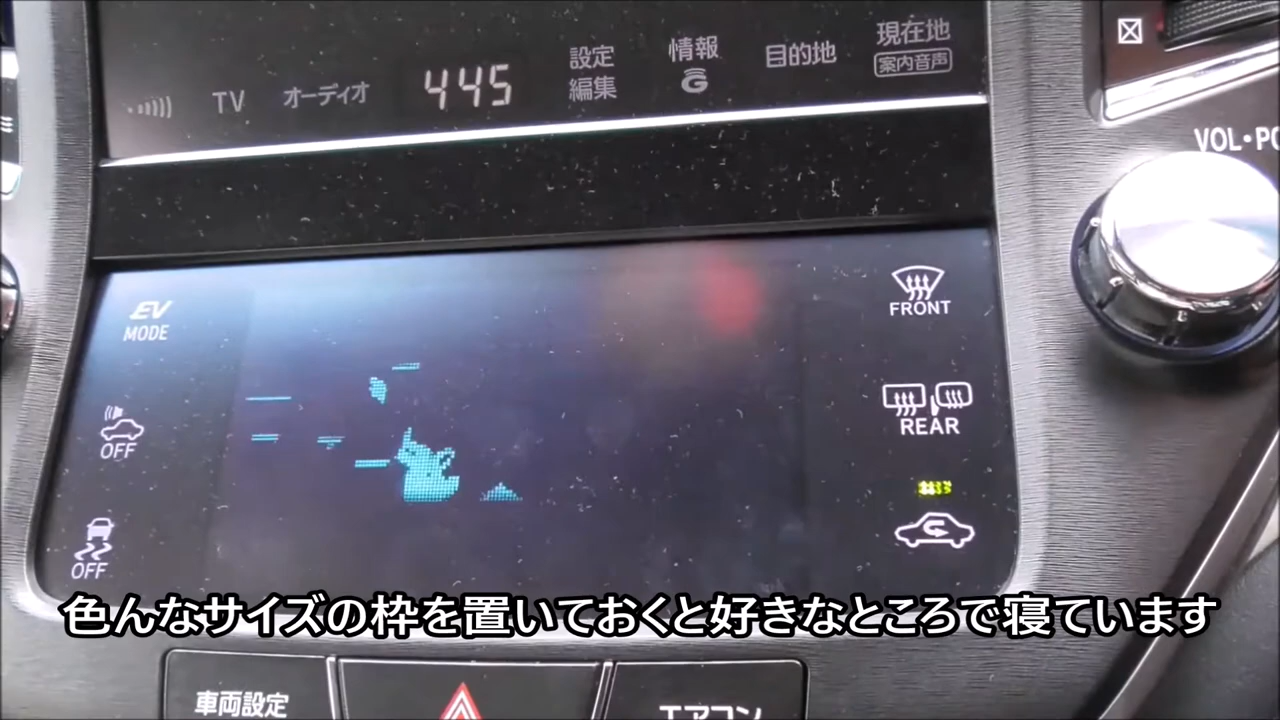 TV
オーディオ
445
設定
編集
情報
G
目的地
現在地
案内音声
VOL•PO
EV
MODE
OFF
OFF
FRONT
REAR
色んなサイズの枠を置いておくと好きなところで寝ています
車両設定
エアコン